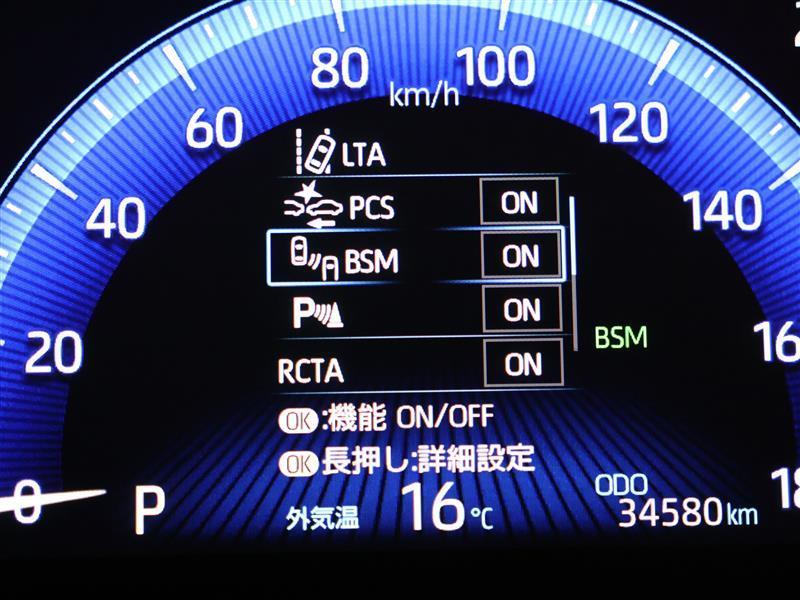 80
100
km/h
60
120
LTA
40
PCS ON
140
BSM ON
P ON
BSM
20
RCTA ON
OK:機能 ON/OFF
OK長押し:詳細設定
0
P
外気温 16℃
ODO
34580km